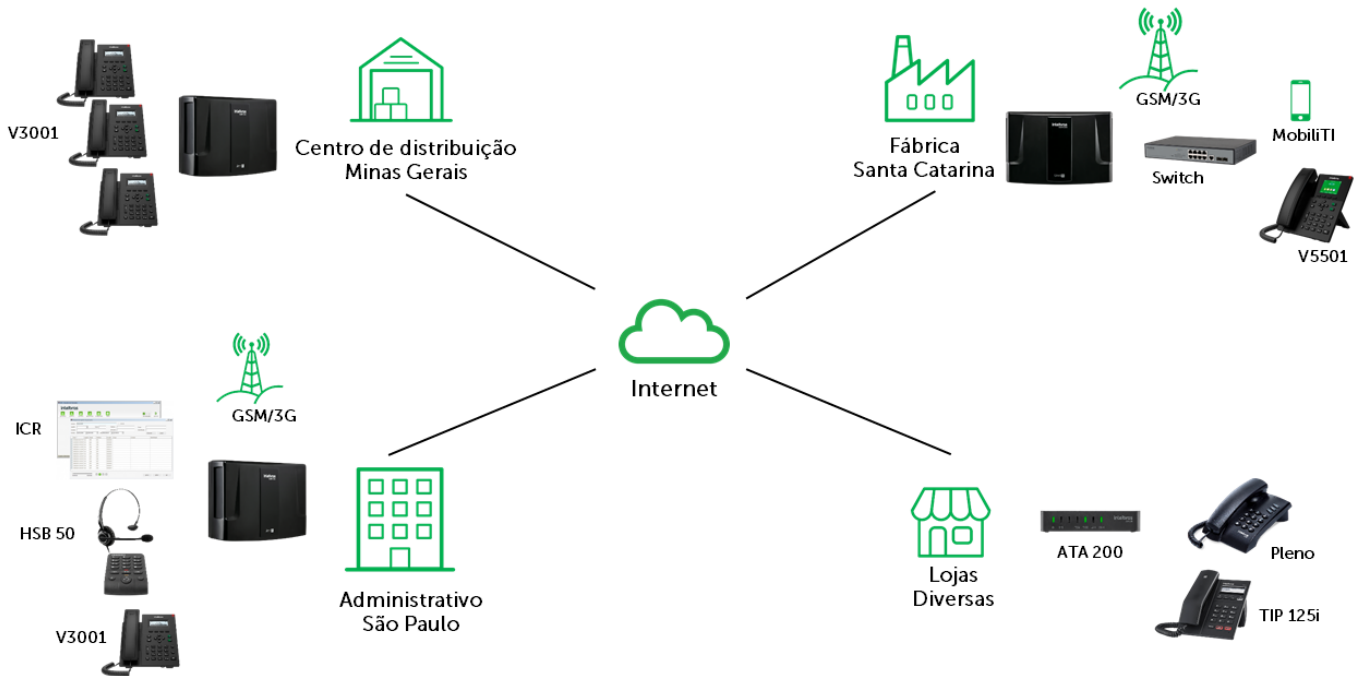 V3001
Centro de distribuição
Minas Gerais
Fábrica
Santa Catarina
GSM/3G
MobiliTI
Switch
V5501
Internet
GSM/3G
ICR
HSB 50
V3001
Administrativo
São Paulo
Lojas
Diversas
ATA 200
Pleno
TIP 125i
intelbras